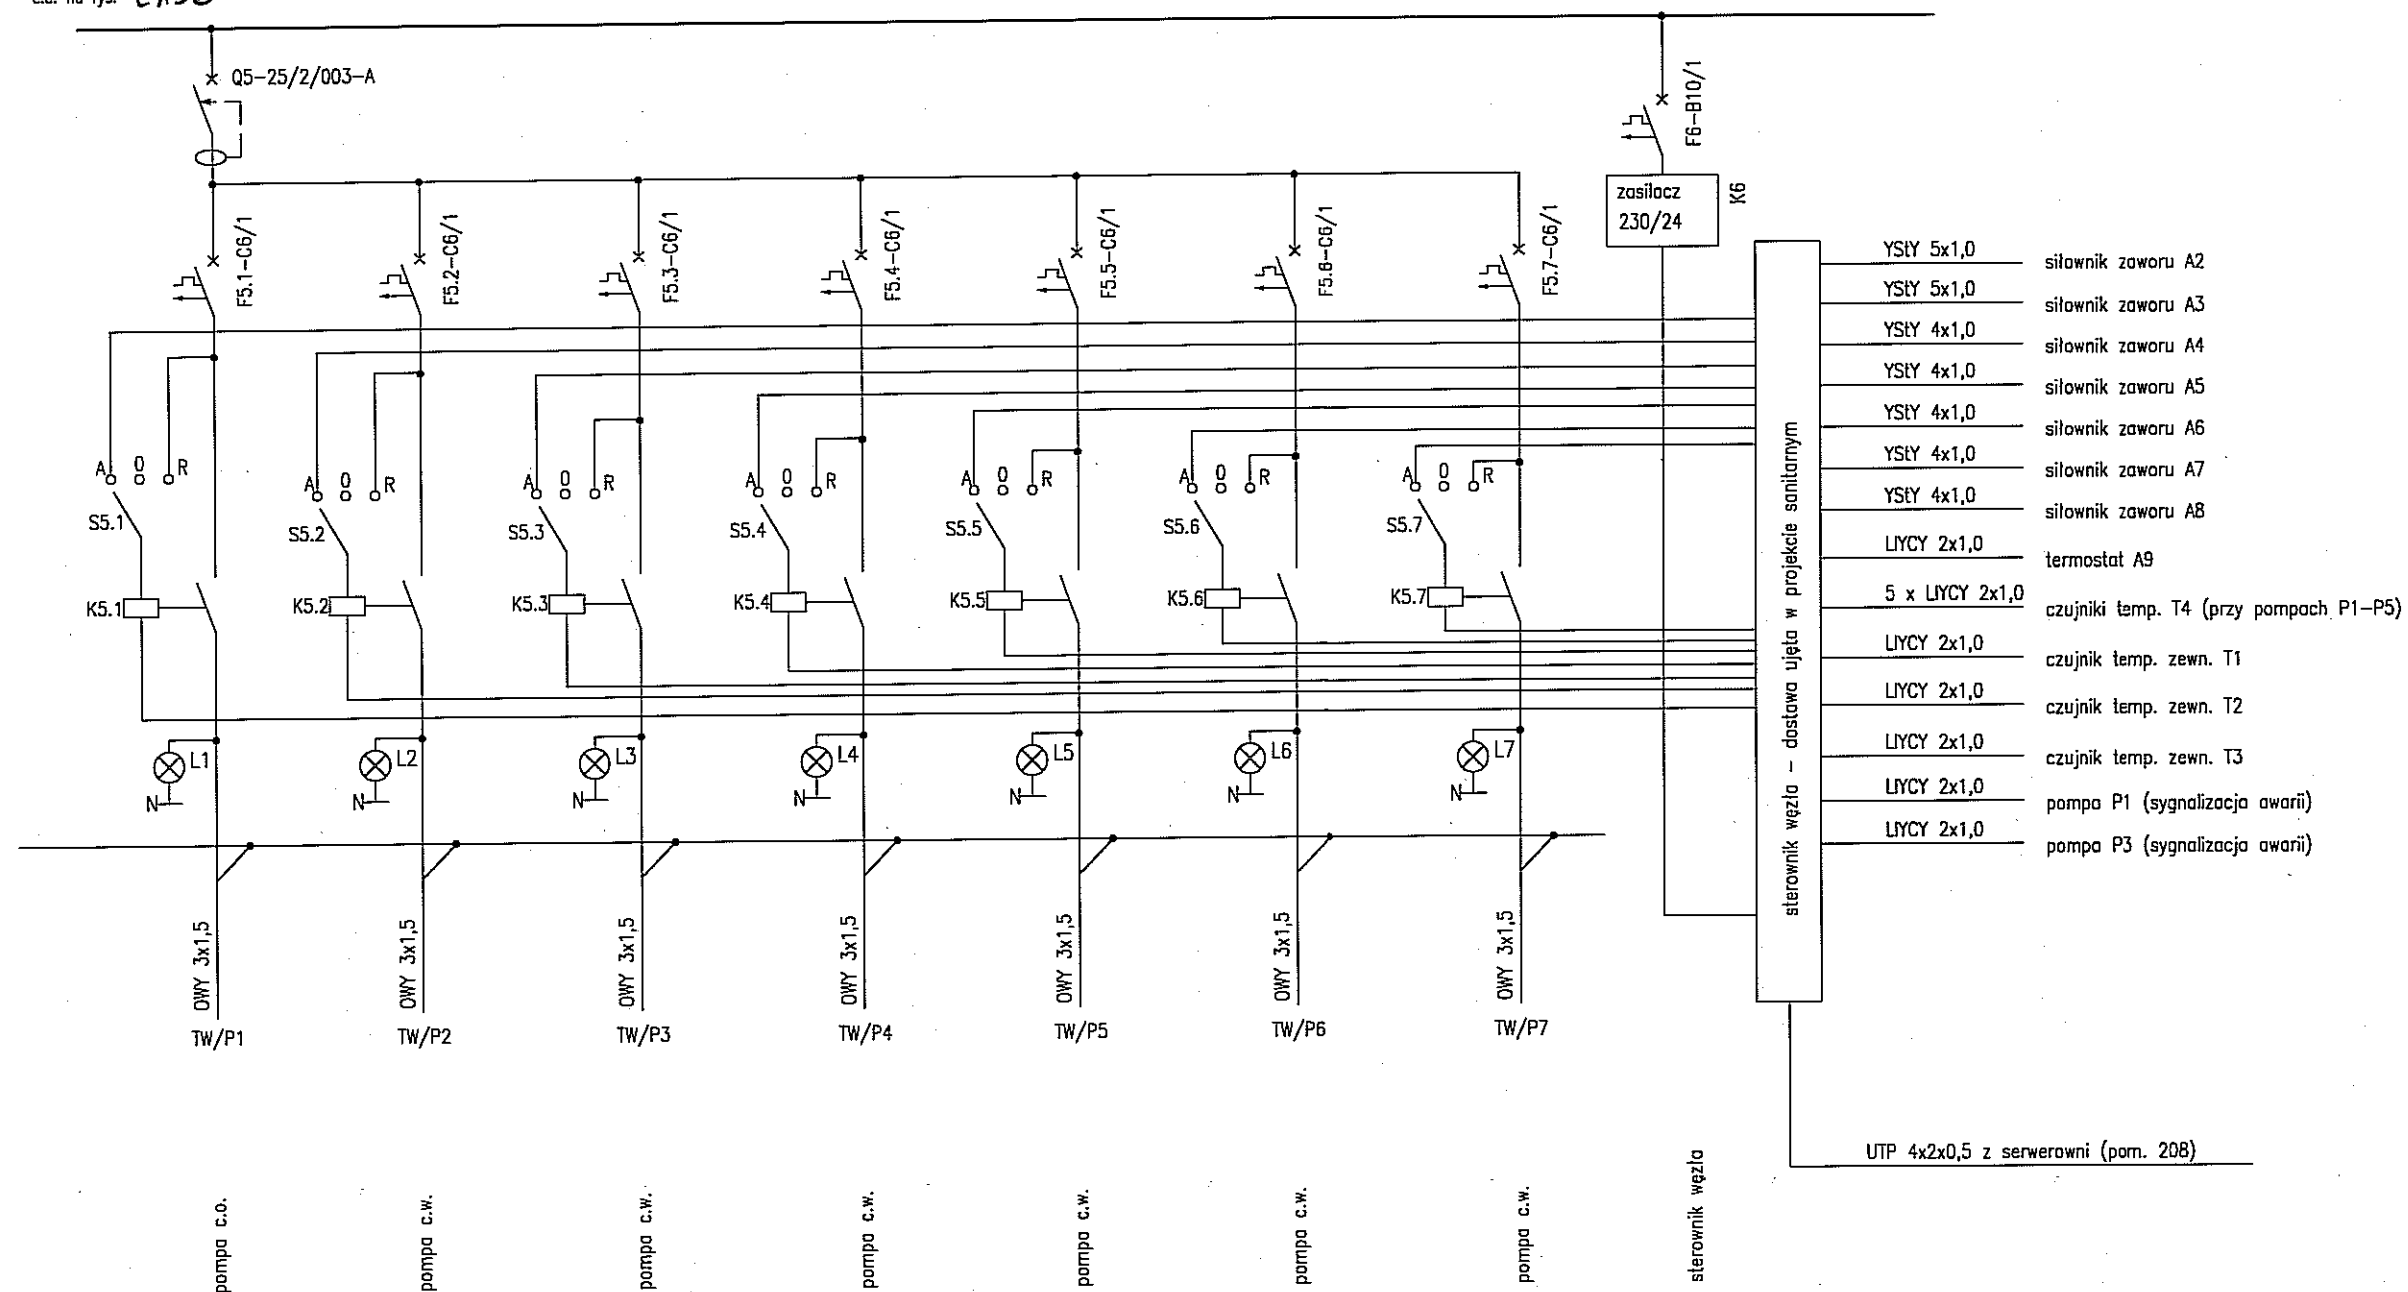 Q5-25/2/003-A
F6-B10/1
zasilacz
230/24
K6
F5.1-C6/1
F5.2-C6/1
F5.3-C6/1
F5.4-C6/1
F5.5-C6/1
F5.6-C6/1
F5.7-C6/1
A 0 R
A 0 R
A 0 R
A 0 R
A 0 R
A 0 R
A 0 R
S5.1
S5.2
S5.3
S5.4
S5.5
S5.6
S5.7
K5.1
K5.2
K5.3
K5.4
K5.5
K5.6
K5.7
L1
L2
L3
L4
L5
L6
L7
N
N
N
N
N
N
N
OWY 3x1,5
OWY 3x1,5
OWY 3x1,5
OWY 3x1,5
OWY 3x1,5
OWY 3x1,5
OWY 3x1,5
TW/P1
TW/P2
TW/P3
TW/P4
TW/P5
TW/P6
TW/P7
pompa c.o.
pompa c.w.
pompa c.w.
pompa c.w.
pompa c.w.
pompa c.w.
pompa c.w.
sterownik węzła
sterownik węzła - dostawa ujęta w projekcie sanitarnym
YStY 5x1,0 siłownik zaworu A2
YStY 5x1,0 siłownik zaworu A3
YStY 4x1,0 siłownik zaworu A4
YStY 4x1,0 siłownik zaworu A5
YStY 4x1,0 siłownik zaworu A6
YStY 4x1,0 siłownik zaworu A7
YStY 4x1,0 siłownik zaworu A8
LIYCY 2x1,0 termostat A9
5 x LIYCY 2x1,0 czujniki temp. T4 (przy pompach P1-P5)
LIYCY 2x1,0 czujnik temp. zewn. T1
LIYCY 2x1,0 czujnik temp. zewn. T2
LIYCY 2x1,0 czujnik temp. zewn. T3
LIYCY 2x1,0 pompa P1 (sygnalizacja awarii)
LIYCY 2x1,0 pompa P3 (sygnalizacja awarii)
UTP 4x2x0,5 z serwerowni (pom. 208)